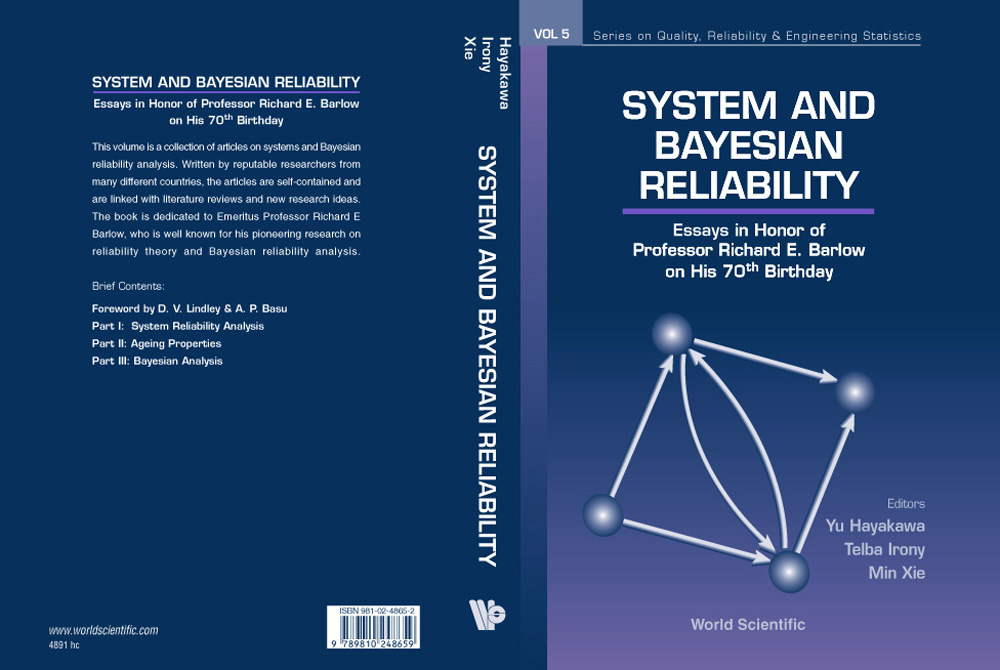 SYSTEM AND BAYESIAN RELIABILITY
Essays in Honor of Professor Richard E. Barlow
on His 70th Birthday
This volume is a collection of articles on systems and Bayesian
reliability analysis. Written by reputable researchers from
many different countries, the articles are self-contained and
are linked with literature reviews and new research ideas.
The book is dedicated to Emeritus Professor Richard E
Barlow, who is well known for his pioneering research on
reliability theory and Bayesian reliability analysis.
Brief Contents:
Foreword by D. V. Lindley & A. P. Basu
Part I: System Reliability Analysis
Part II: Ageing Properties
Part III: Bayesian Analysis
www.worldscientific.com
4891 hc
ISBN 981-02-4865-2
9 789810 248659
Hayakawa
Irony
Xie
SYSTEM AND BAYESIAN RELIABILITY
VOL 5
Series on Quality, Reliability & Engineering Statistics
SYSTEM AND
BAYESIAN
RELIABILITY
Essays in Honor of
Professor Richard E. Barlow
on His 70th Birthday
Editors
Yu Hayakawa
Telba Irony
Min Xie
World Scientific